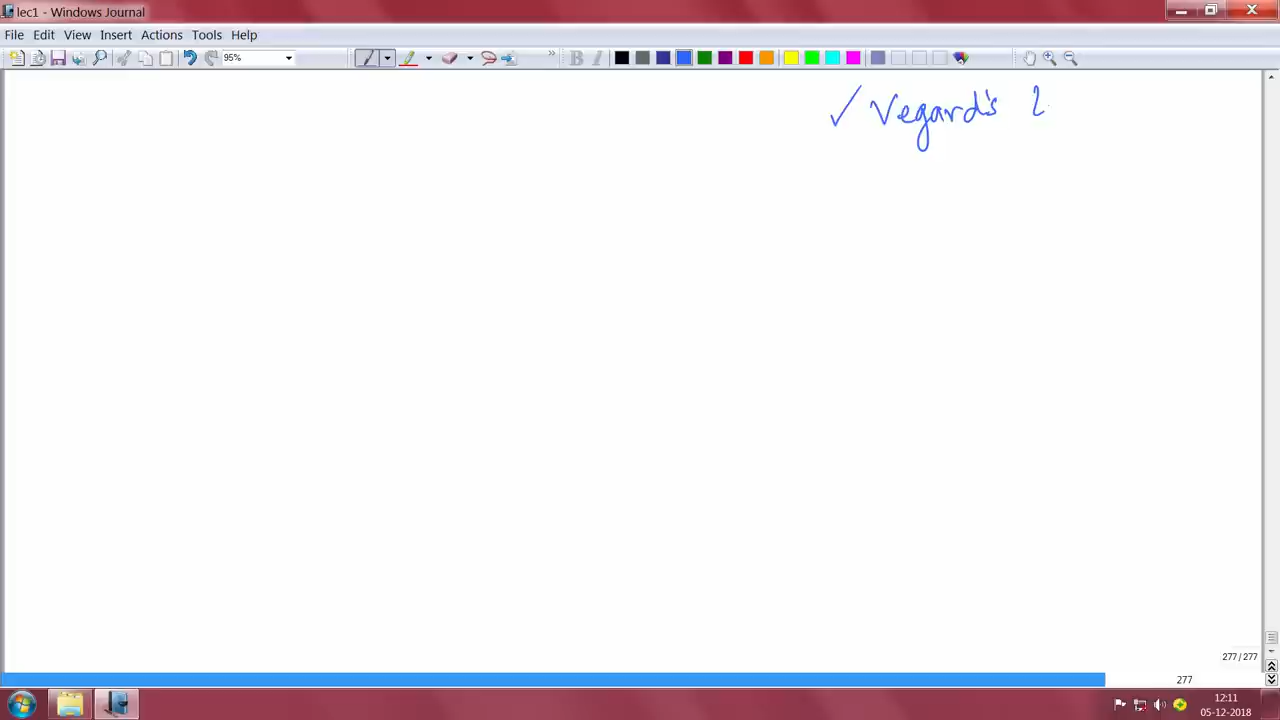 lec1 - Windows Journal
File Edit View Insert Actions Tools Help
95%
B I
✓ Vegard's
277 / 277
277
12:11
05-12-2018